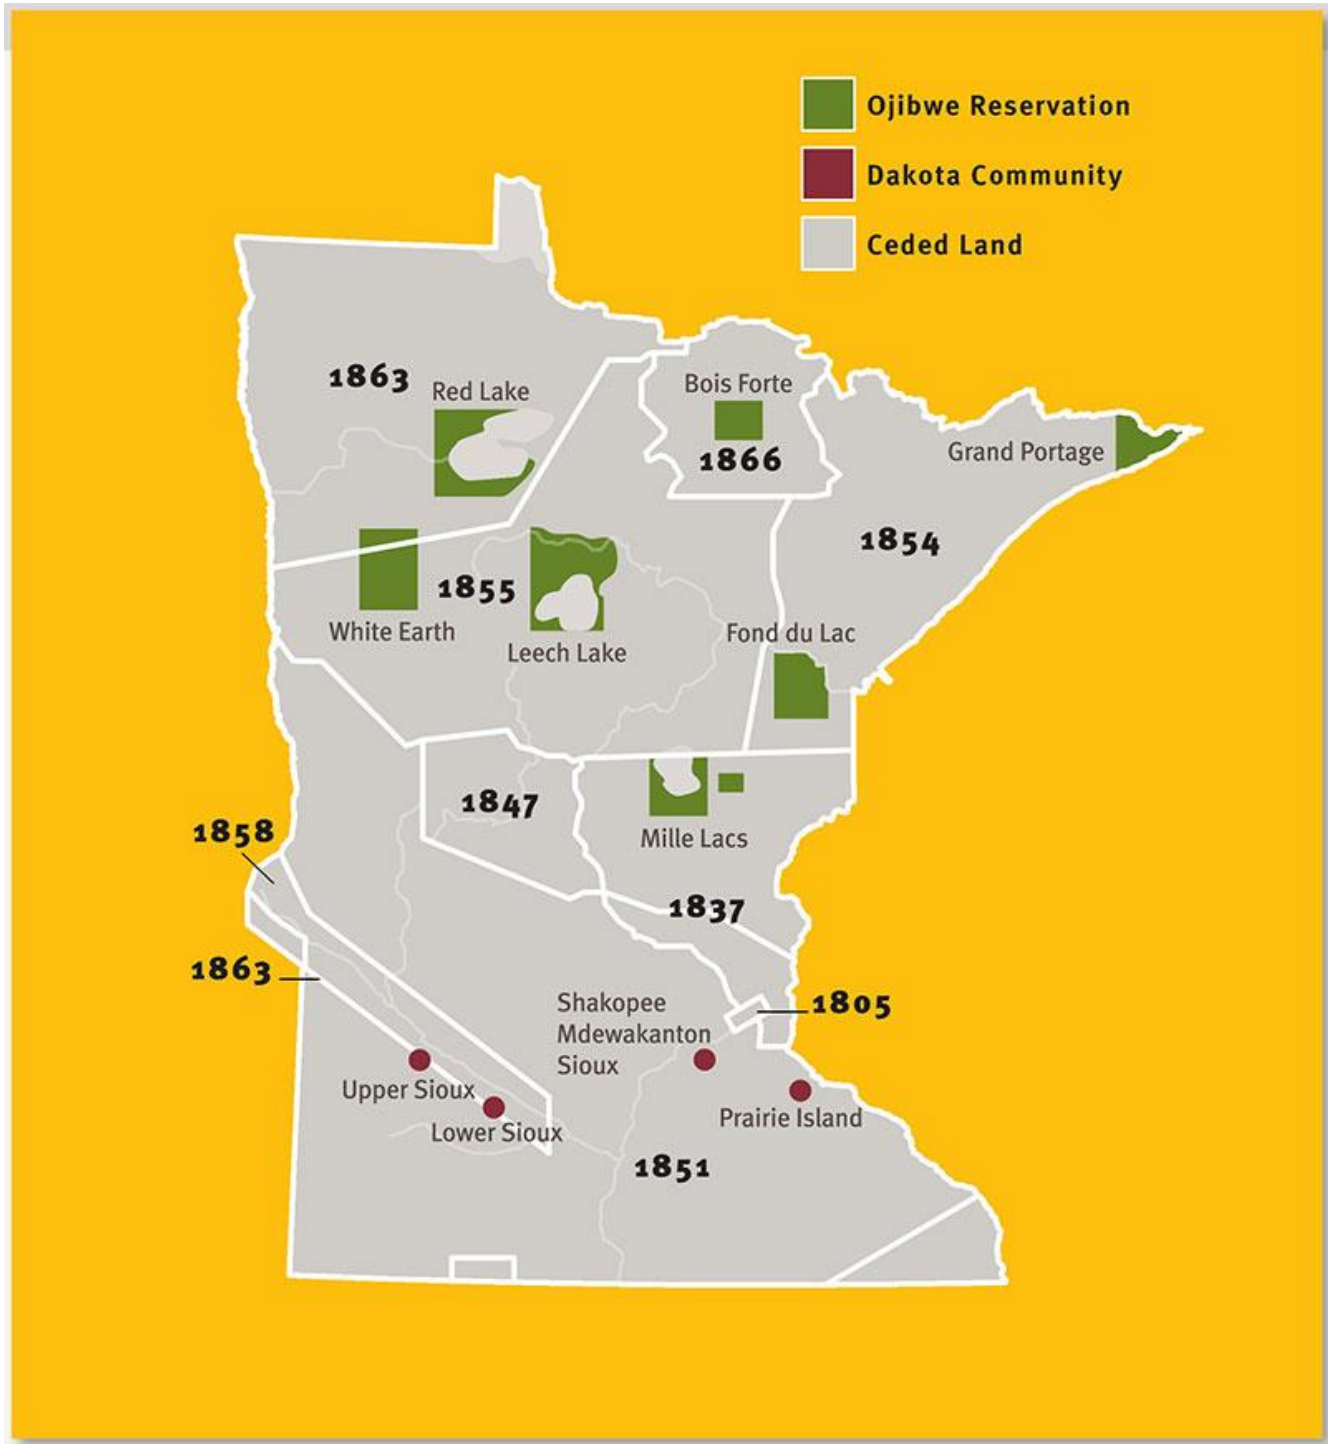 Ojibwe Reservation
Dakota Community
Ceded Land
1863
Red Lake
Bois Forte
1866
Grand Portage
1854
1855
White Earth
Leech Lake
Fond du Lac
1847
Mille Lacs
1858
1837
1863
1805
Shakopee
Mdewakanton
Sioux
Upper Sioux
Lower Sioux
Prairie Island
1851